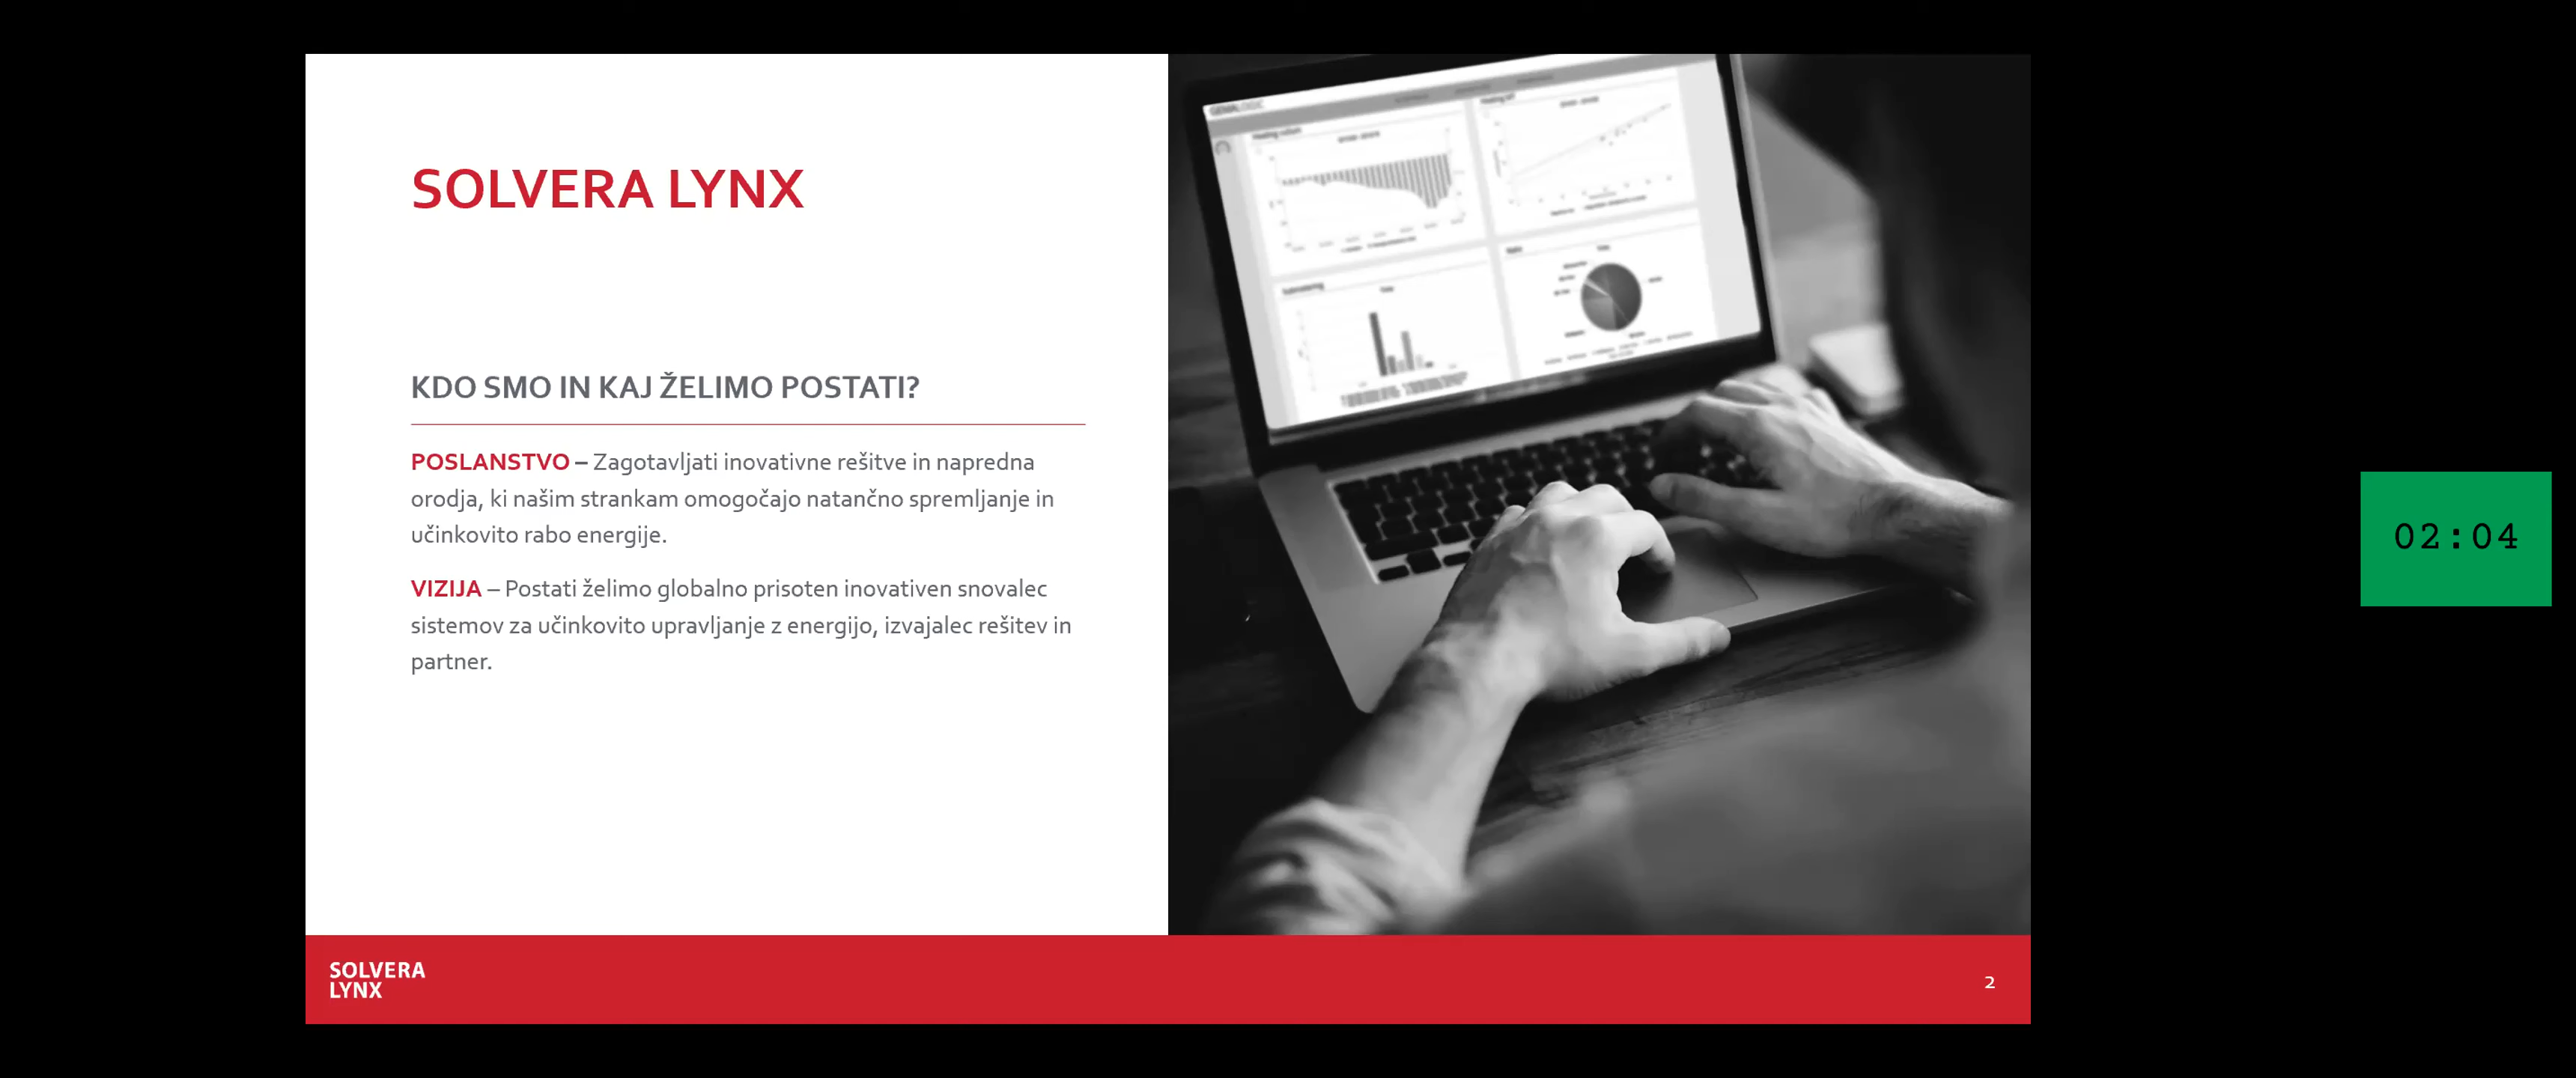 SOLVERA LYNX
KDO SMO IN KAJ ŽELIMO POSTATI?
POSLANSTVO – Zagotavljati inovativne rešitve in napredna
orodja, ki našim strankam omogočajo natančno spremljanje in
učinkovito rabo energije.
VIZIJA – Postati želimo globalno prisoten inovativen snovalec
sistemov za učinkovito upravljanje z energijo, izvajalec rešitev in
partner.
SOLVERA
LYNX
2
02:04